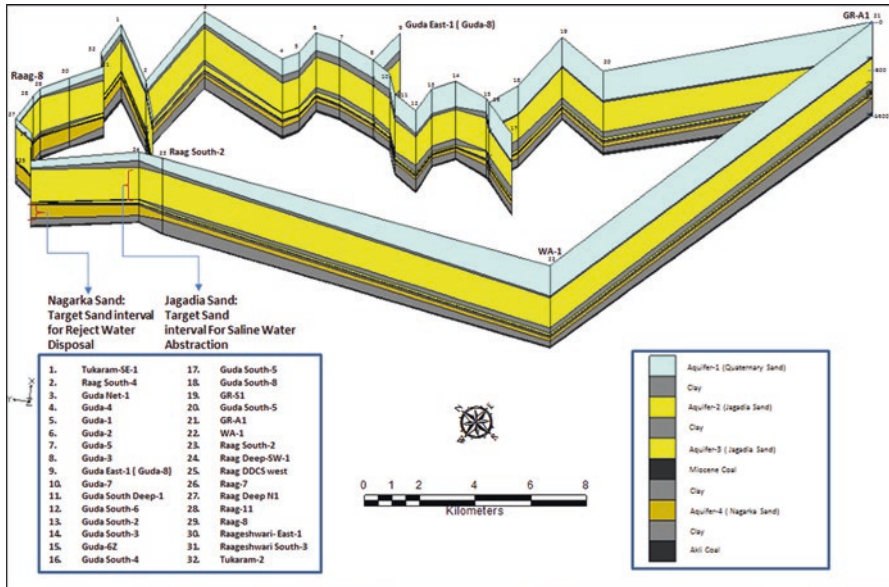 GR-A1
Guda East-1 ( Guda-8)
Raag-8
Raag South-2
WA-1
Nagarka Sand:
Target Sand interval
for Reject Water
Disposal
Jagadia Sand:
Target Sand
interval For Saline Water
Abstraction
1. Tukaram-SE-1
2. Raag South-4
3. Guda Net-1
4. Guda-4
5. Guda-1
6. Guda-2
7. Guda-5
8. Guda-3
9. Guda East-1 ( Guda-8)
10. Guda-7
11. Guda South Deep-1
12. Guda South-6
13. Guda South-2
14. Guda South-3
15. Guda-6Z
16. Guda South-4
17. Guda South-5
18. Guda South-8
19. GR-S1
20. Guda South-5
21. GR-A1
22. WA-1
23. Raag South-2
24. Raag Deep-SW-1
25. Raag DDCS west
26. Raag-7
27. Raag Deep N1
28. Raag-11
29. Raag-8
30. Raageshwari- East-1
31. Raageshwari South-3
32. Tukaram-2
0 2 4 6 8
Kilometers
Aquifer-1 (Quaternary Sand)
Clay
Aquifer-2 (Jagadia Sand)
Clay
Aquifer-3 (Jagadia Sand)
Miocene Coal
Clay
Aquifer-4 ( Nagarka Sand)
Clay
Akli Coal